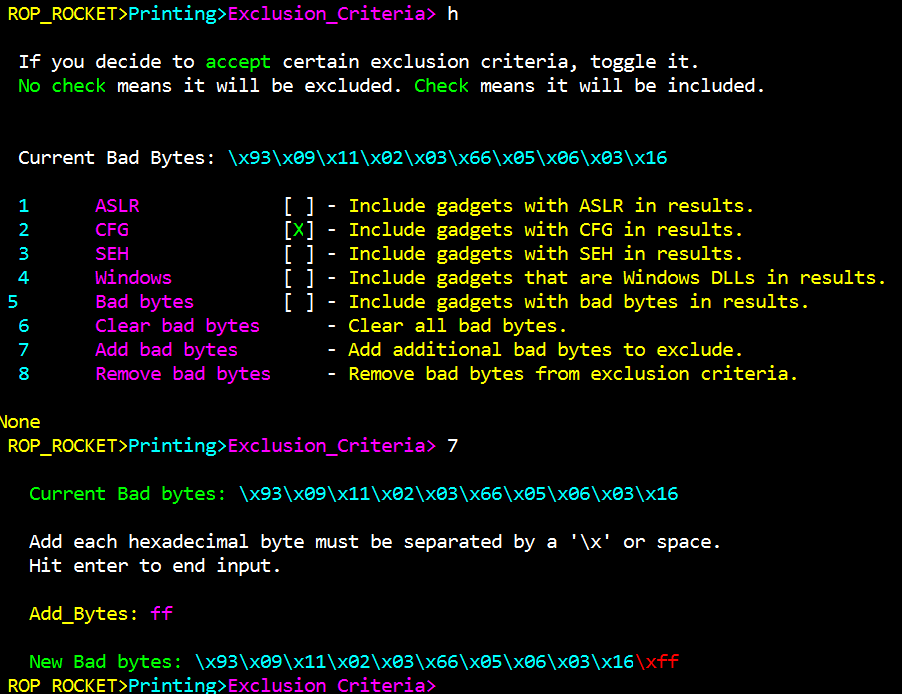 ROP_ROCKET>Printing>Exclusion_Criteria> h
If you decide to accept certain exclusion criteria, toggle it.
No check means it will be excluded. Check means it will be included.
Current Bad Bytes: \x93\x09\x11\x02\x03\x66\x05\x06\x03\x16
1 ASLR [ ] - Include gadgets with ASLR in results.
2 CFG [X] - Include gadgets with CFG in results.
3 SEH [ ] - Include gadgets with SEH in results.
4 Windows [ ] - Include gadgets that are Windows DLLs in results.
5 Bad bytes [ ] - Include gadgets with bad bytes in results.
6 Clear bad bytes - Clear all bad bytes.
7 Add bad bytes - Add additional bad bytes to exclude.
8 Remove bad bytes - Remove bad bytes from exclusion criteria.
None
ROP_ROCKET>Printing>Exclusion_Criteria> 7
Current Bad bytes: \x93\x09\x11\x02\x03\x66\x05\x06\x03\x16
Add each hexadecimal byte must be separated by a '\x' or space.
Hit enter to end input.
Add_Bytes: ff
New Bad bytes: \x93\x09\x11\x02\x03\x66\x05\x06\x03\x16\xff
ROP_ROCKET>Printing>Exclusion_Criteria>